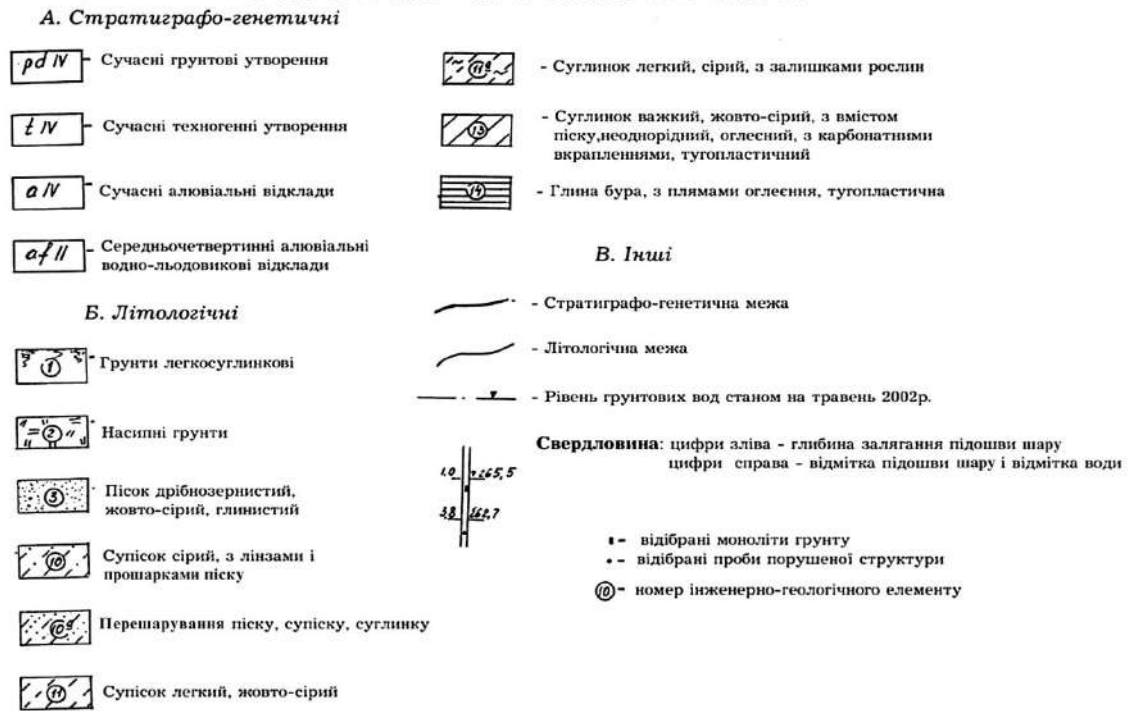 А. Стратиграфо-генетичні
pd IV - Сучасні грунтові утворення
t IV - Сучасні техногенні утворення
a IV - Сучасні алювіальні відклади
af II - Середньочетвертинні алювіальні
водно-льодовикові відклади
Б. Літологічні
1 - Грунти легкосуглинкові
2 - Насипні грунти
3 - Пісок дрібнозернистий,
жовто-сірий, глинистий
10 - Супісок сірий, з лінзами і
прошарками піску
10а Перешарування піску, супіску, суглинку
11 - Супісок легкий, жовто-сірий
11а - Суглинок легкий, сірий, з залишками рослин
13 - Суглинок важкий, жовто-сірий, з вмістом
піску,неоднорідний, оглеєний, з карбонатними
вкрапленнями, тугопластичний
14 - Глина бура, з плямами оглеєння, тугопластична
В. Інші
- Стратиграфо-генетична межа
- Літологічна межа
- Рівень грунтових вод станом на травень 2002р.
Свердловина: цифри зліва - глибина залягання підошви шару
цифри справа - відмітка підошви шару і відмітка води
1,0 265,5
3,8 262,7
- відібрані моноліти грунту
- відібрані проби порушеної структури
10 - номер інженерно-геологічного елементу